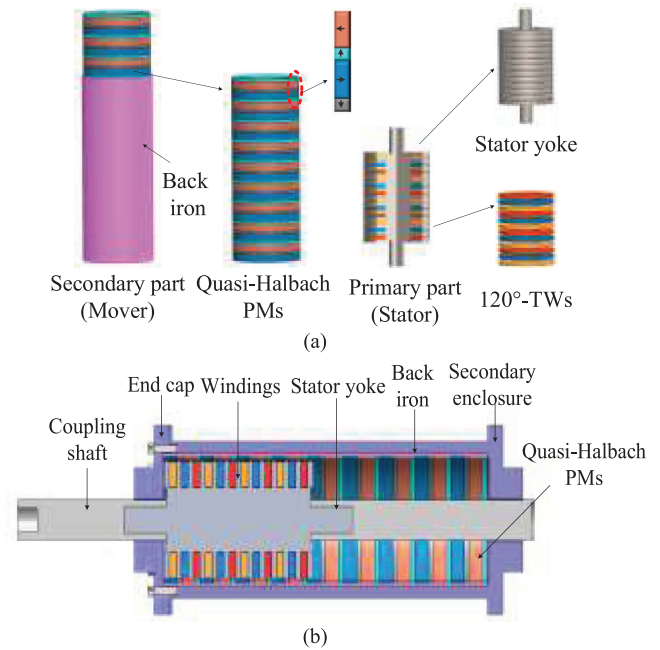 Back
iron
Stator yoke
Secondary part
(Mover)
Quasi-Halbach
PMs
Primary part
(Stator)
120°-TWs
(a)
End cap
Windings
Stator yoke
Back
iron
Secondary
enclosure
Coupling
shaft
Quasi-Halbach
PMs
(b)